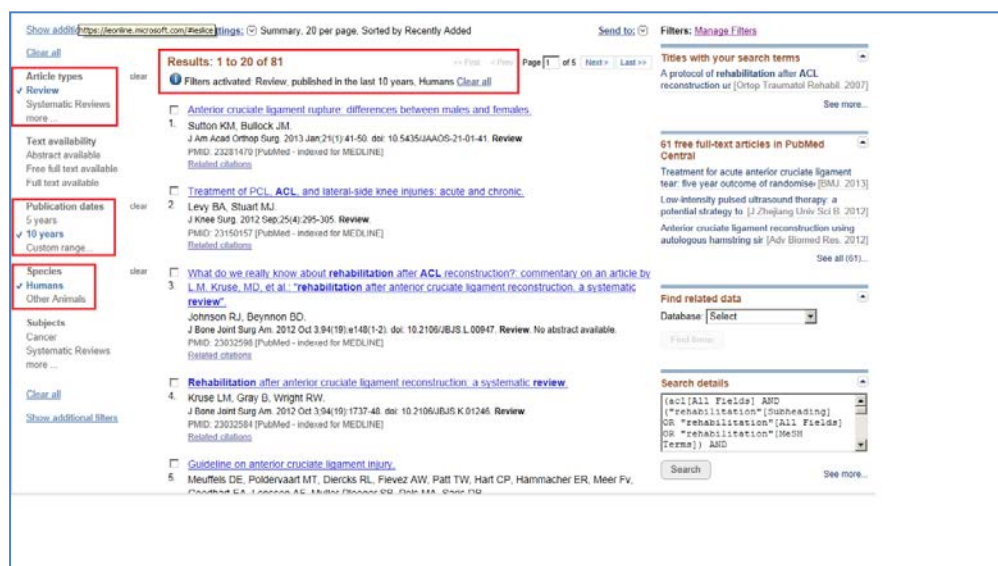 Show additi https://ieonline.microsoft.com/#ieslice ttings: Summary, 20 per page, Sorted by Recently Added Send to: Filters: Manage Filters
Clear all
Results: 1 to 20 of 81 << First < Prev Page 1 of 5 Next > Last >>
Filters activated: Review, published in the last 10 years, Humans Clear all
Article types clear
Review
Systematic Reviews
more ...
Text availability
Abstract available
Free full text available
Full text available
Publication dates clear
5 years
10 years
Custom range...
Species clear
Humans
Other Animals
Subjects
Cancer
Systematic Reviews
more ...
Clear all
Show additional filters
Anterior cruciate ligament rupture: differences between males and females.
1. Sutton KM, Bullock JM.
J Am Acad Orthop Surg. 2013 Jan;21(1):41-50. doi: 10.5435/JAAOS-21-01-41. Review.
PMID: 23281470 [PubMed - indexed for MEDLINE]
Related citations
Treatment of PCL, ACL, and lateral-side knee injuries: acute and chronic.
2. Levy BA, Stuart MJ.
J Knee Surg. 2012 Sep;25(4):295-305. Review.
PMID: 23150157 [PubMed - indexed for MEDLINE]
Related citations
What do we really know about rehabilitation after ACL reconstruction?: commentary on an article by
3. L.M. Kruse, MD, et al.: "rehabilitation after anterior cruciate ligament reconstruction. a systematic
review".
Johnson RJ, Beynnon BD.
J Bone Joint Surg Am. 2012 Oct 3;94(19):e148(1-2). doi: 10.2106/JBJS.L.00947. Review. No abstract available.
PMID: 23032598 [PubMed - indexed for MEDLINE]
Related citations
Rehabilitation after anterior cruciate ligament reconstruction: a systematic review.
4. Kruse LM, Gray B, Wright RW.
J Bone Joint Surg Am. 2012 Oct 3;94(19):1737-48. doi: 10.2106/JBJS.K.01246. Review.
PMID: 23032584 [PubMed - indexed for MEDLINE]
Related citations
Guideline on anterior cruciate ligament injury.
5. Meuffels DE, Poldervaart MT, Diercks RL, Fievez AW, Patt TW, Hart CP, Hammacher ER, Meer Fv,
Titles with your search terms
A protocol of rehabilitation after ACL
reconstruction ur [Ortop Traumatol Rehabil. 2007]
See more...
61 free full-text articles in PubMed
Central
Treatment for acute anterior cruciate ligament
tear: five year outcome of randomise [BMJ. 2013]
Low-intensity pulsed ultrasound therapy: a
potential strategy to [J Zhejiang Univ Sci B. 2012]
Anterior cruciate ligament reconstruction using
autologous hamstring sir [Adv Biomed Res. 2012]
See all (61)...
Find related data
Database: Select
Find items
Search details
(acl[All Fields] AND
("rehabilitation"[Subheading]
OR "rehabilitation"[All Fields]
OR "rehabilitation"[MeSH
Terms]) AND
Search See more...